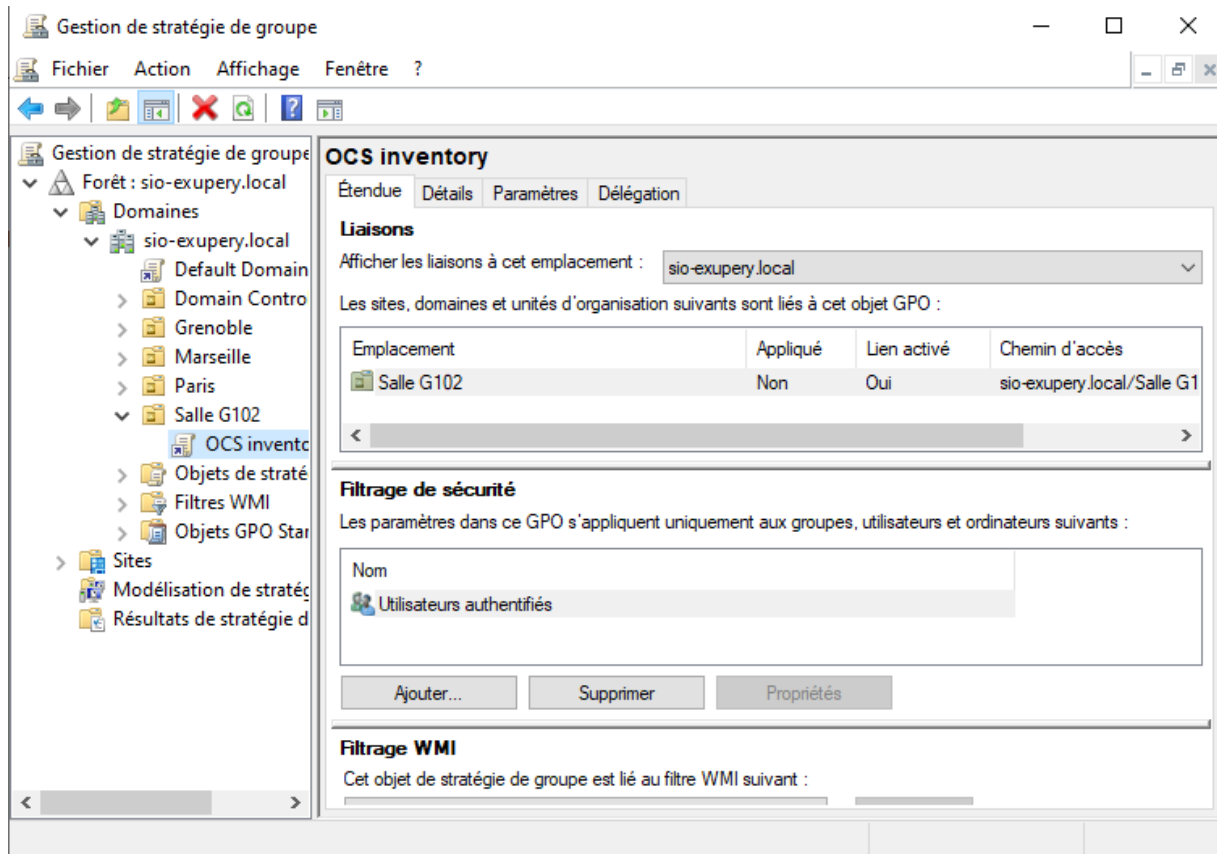 Gestion de stratégie de groupe
Fichier Action Affichage Fenêtre ?
Gestion de stratégie de groupe
Forêt : sio-exupery.local
Domaines
sio-exupery.local
Default Domain
Domain Contro
Grenoble
Marseille
Paris
Salle G102
OCS invento
Objets de straté
Filtres WMI
Objets GPO Star
Sites
Modélisation de stratég
Résultats de stratégie d
OCS inventory
Étendue Détails Paramètres Délégation
Liaisons
Afficher les liaisons à cet emplacement : sio-exupery.local
Les sites, domaines et unités d'organisation suivants sont liés à cet objet GPO :
Emplacement Appliqué Lien activé Chemin d'accès
Salle G102 Non Oui sio-exupery.local/Salle G1
Filtrage de sécurité
Les paramètres dans ce GPO s'appliquent uniquement aux groupes, utilisateurs et ordinateurs suivants :
Nom
Utilisateurs authentifiés
Ajouter... Supprimer Propriétés
Filtrage WMI
Cet objet de stratégie de groupe est lié au filtre WMI suivant :